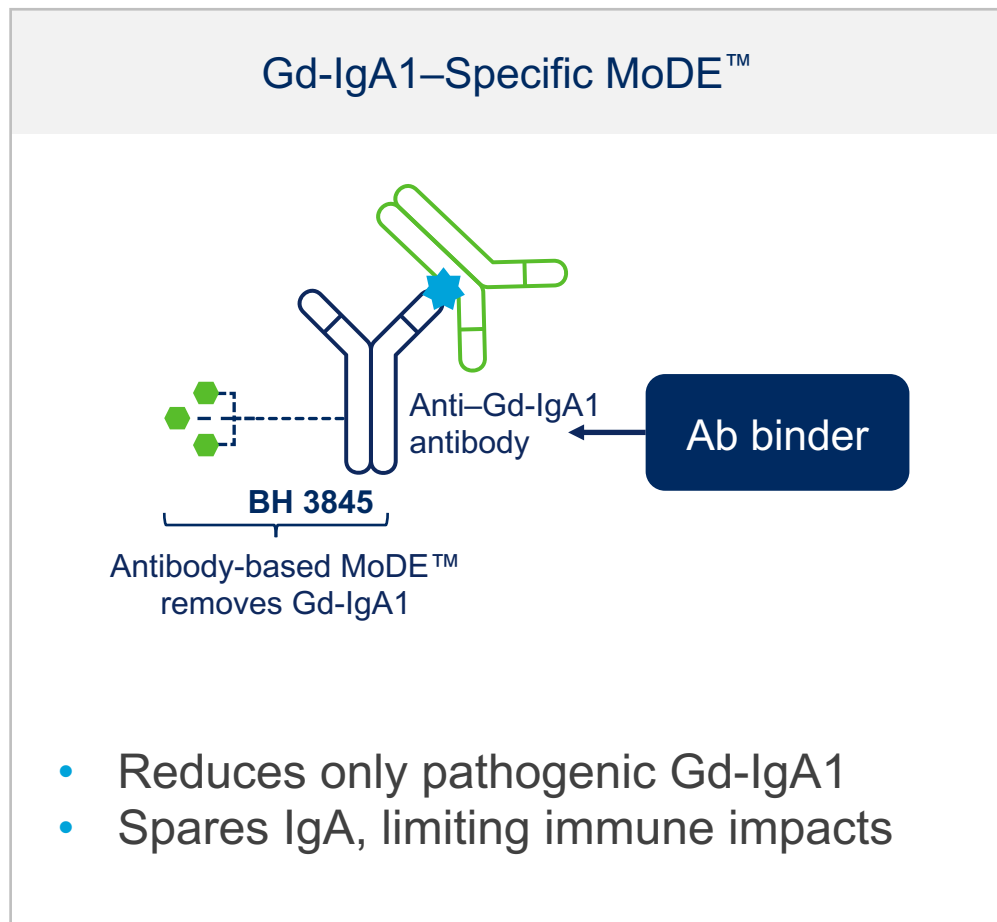 Gd-IgA1–Specific MoDE™
Anti–Gd-IgA1
antibody
Ab binder
BH 3845
Antibody-based MoDE™
removes Gd-IgA1
• Reduces only pathogenic Gd-IgA1
• Spares IgA, limiting immune impacts